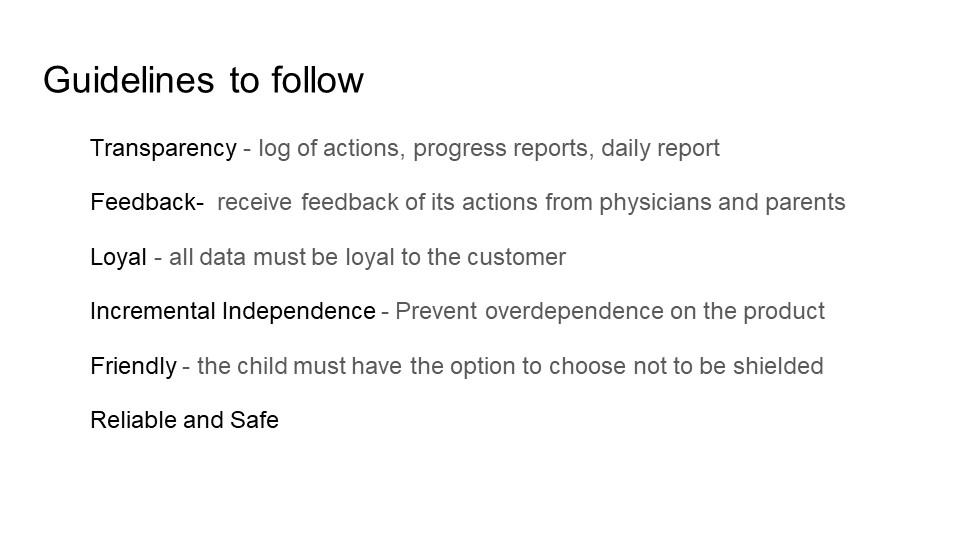 Guidelines to follow
Transparency - log of actions, progress reports, daily report
Feedback- receive feedback of its actions from physicians and parents
Loyal - all data must be loyal to the customer
Incremental Independence - Prevent overdependence on the product
Friendly - the child must have the option to choose not to be shielded
Reliable and Safe